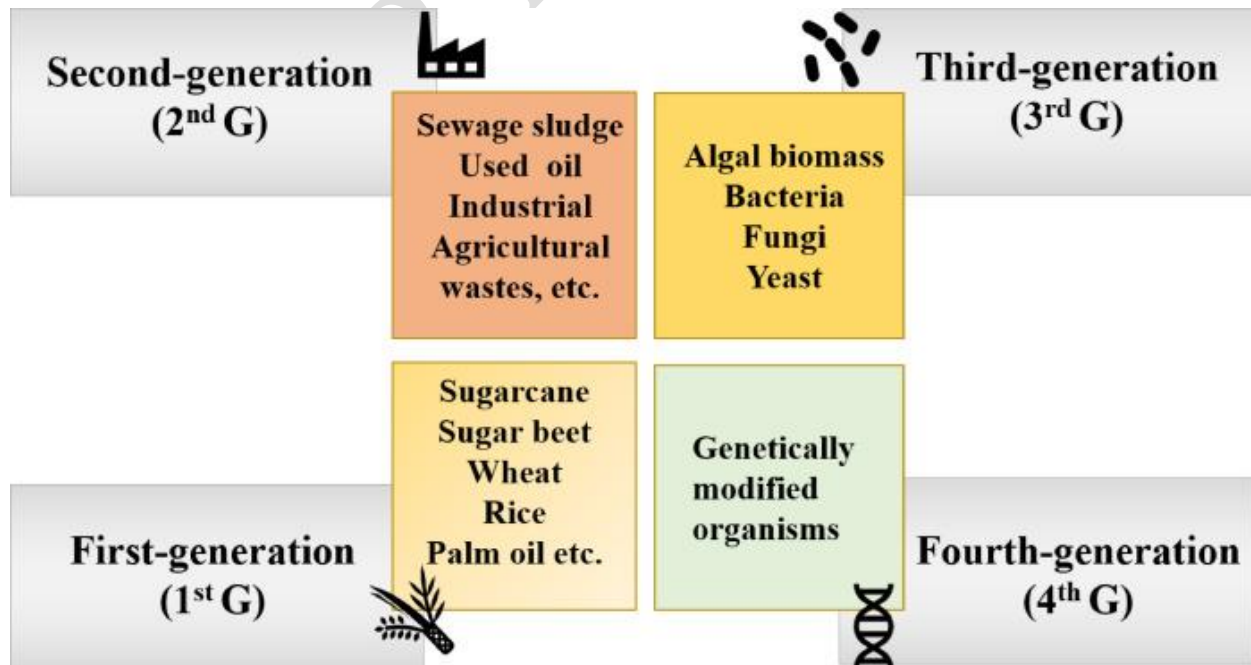 Second-generation
(2nd G)
Sewage sludge
Used oil
Industrial
Agricultural
wastes, etc.
Third-generation
(3rd G)
Algal biomass
Bacteria
Fungi
Yeast
First-generation
(1st G)
Sugarcane
Sugar beet
Wheat
Rice
Palm oil etc.
Genetically
modified
organisms
Fourth-generation
(4th G)